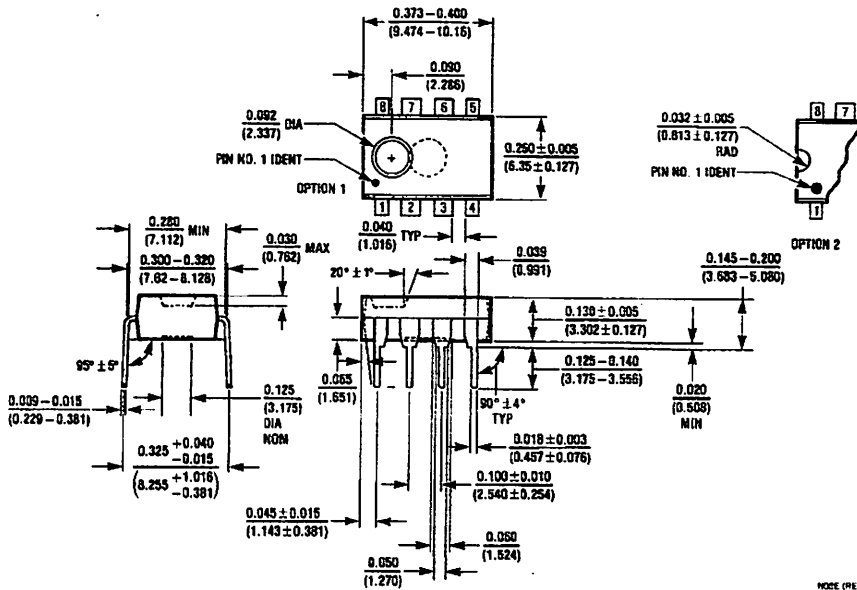 0.373–0.400
(9.474–10.16)
0.090
(2.286)
8 7 6 5
0.092 DIA
(2.337)
0.250±0.005
(6.35±0.127)
PIN NO. 1 IDENT
OPTION 1
1 2 3 4
0.032±0.005
(0.813±0.127)
RAD
PIN NO. 1 IDENT
8 7
1
OPTION 2
0.280 MIN
(7.112)
0.030 MAX
(0.762)
0.040 TYP
(1.016)
0.039
(0.991)
0.145–0.200
(3.683–5.080)
0.300–0.320
(7.62–8.128)
20° ±1°
0.130±0.005
(3.302±0.127)
95° ±5°
0.065
(1.651)
0.125–0.140
(3.175–3.556)
90° ±4°
TYP
0.020
(0.508)
MIN
0.009–0.015
(0.229–0.381)
0.125
(3.175)
DIA
NOM
0.018±0.003
(0.457±0.076)
0.325 +0.040 –0.015
(8.255 +1.016 –0.381)
0.100±0.010
(2.540±0.254)
0.045±0.015
(1.143±0.381)
0.060
(1.524)
0.050
(1.270)